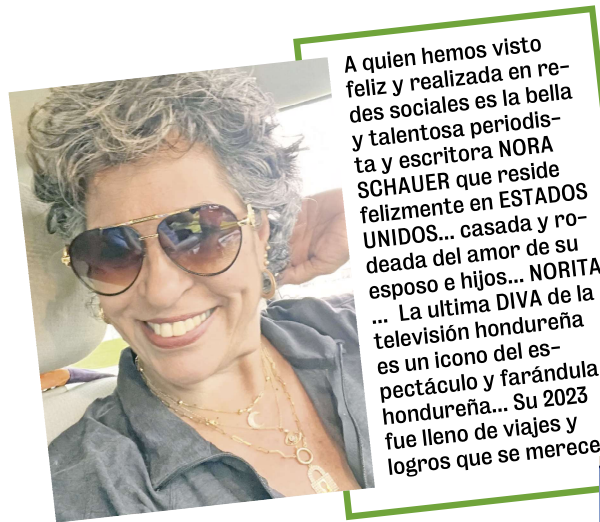 A quien hemos visto
feliz y realizada en re-
des sociales es la bella
y talentosa periodis-
ta y escritora NORA
SCHAUER que reside
felizmente en ESTADOS
UNIDOS... casada y ro-
deada del amor de su
esposo e hijos... NORITA
... La ultima DIVA de la
televisión hondureña
es un icono del es-
pectáculo y farándula
hondureña... Su 2023
fue lleno de viajes y
logros que se merece